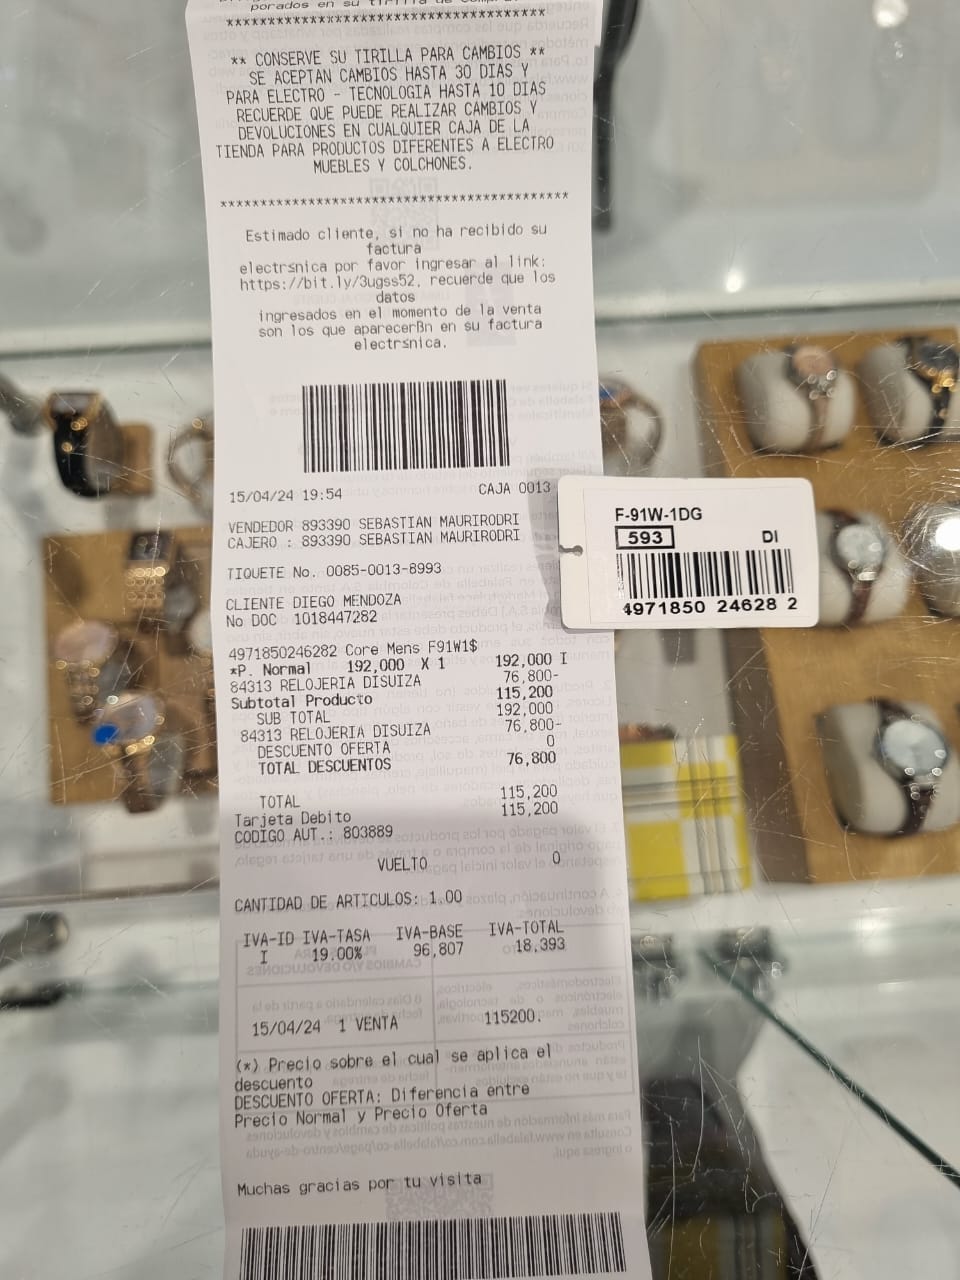 porados en su
****************************************
** CONSERVE SU TIRILLA PARA CAMBIOS **
SE ACEPTAN CAMBIOS HASTA 30 DIAS Y
PARA ELECTRO - TECNOLOGIA HASTA 10 DIAS
RECUERDE QUE PUEDE REALIZAR CAMBIOS Y
DEVOLUCIONES EN CUALQUIER CAJA DE LA
TIENDA PARA PRODUCTOS DIFERENTES A ELECTRO
MUEBLES Y COLCHONES.
********************************************
Estimado cliente, si no ha recibido su
factura
electrsnica por favor ingresar al link:
https://bit.ly/3ugss52, recuerde que los
datos
ingresados en el momento de la venta
son los que aparecerßn en su factura
electrsnica.
15/04/24 19:54 CAJA 0013
VENDEDOR 893390 SEBASTIAN MAURIRODRI
CAJERO : 893390 SEBASTIAN MAURIRODRI
TIQUETE No. 0085-0013-8993
CLIENTE DIEGO MENDOZA
No DOC 1018447282
4971850246282 Core Mens F91W1$
*P. Normal 192,000 X 1 192,000 I
84313 RELOJERIA DISUIZA 76,800-
Subtotal Producto 115,200
SUB TOTAL 192,000
84313 RELOJERIA DISUIZA 76,800-
DESCUENTO OFERTA 0
TOTAL DESCUENTOS 76,800
TOTAL 115,200
Tarjeta Debito 115,200
CODIGO AUT.: 803889
VUELTO 0
CANTIDAD DE ARTICULOS: 1.00
IVA-ID IVA-TASA IVA-BASE IVA-TOTAL
I 19.00% 96,807 18,393
15/04/24 1 VENTA 115200.
(*) Precio sobre el cual se aplica el
descuento
DESCUENTO OFERTA: Diferencia entre
Precio Normal y Precio Oferta
Muchas gracias por tu visita
F-91W-1DG
593 DI
4971850 24628 2